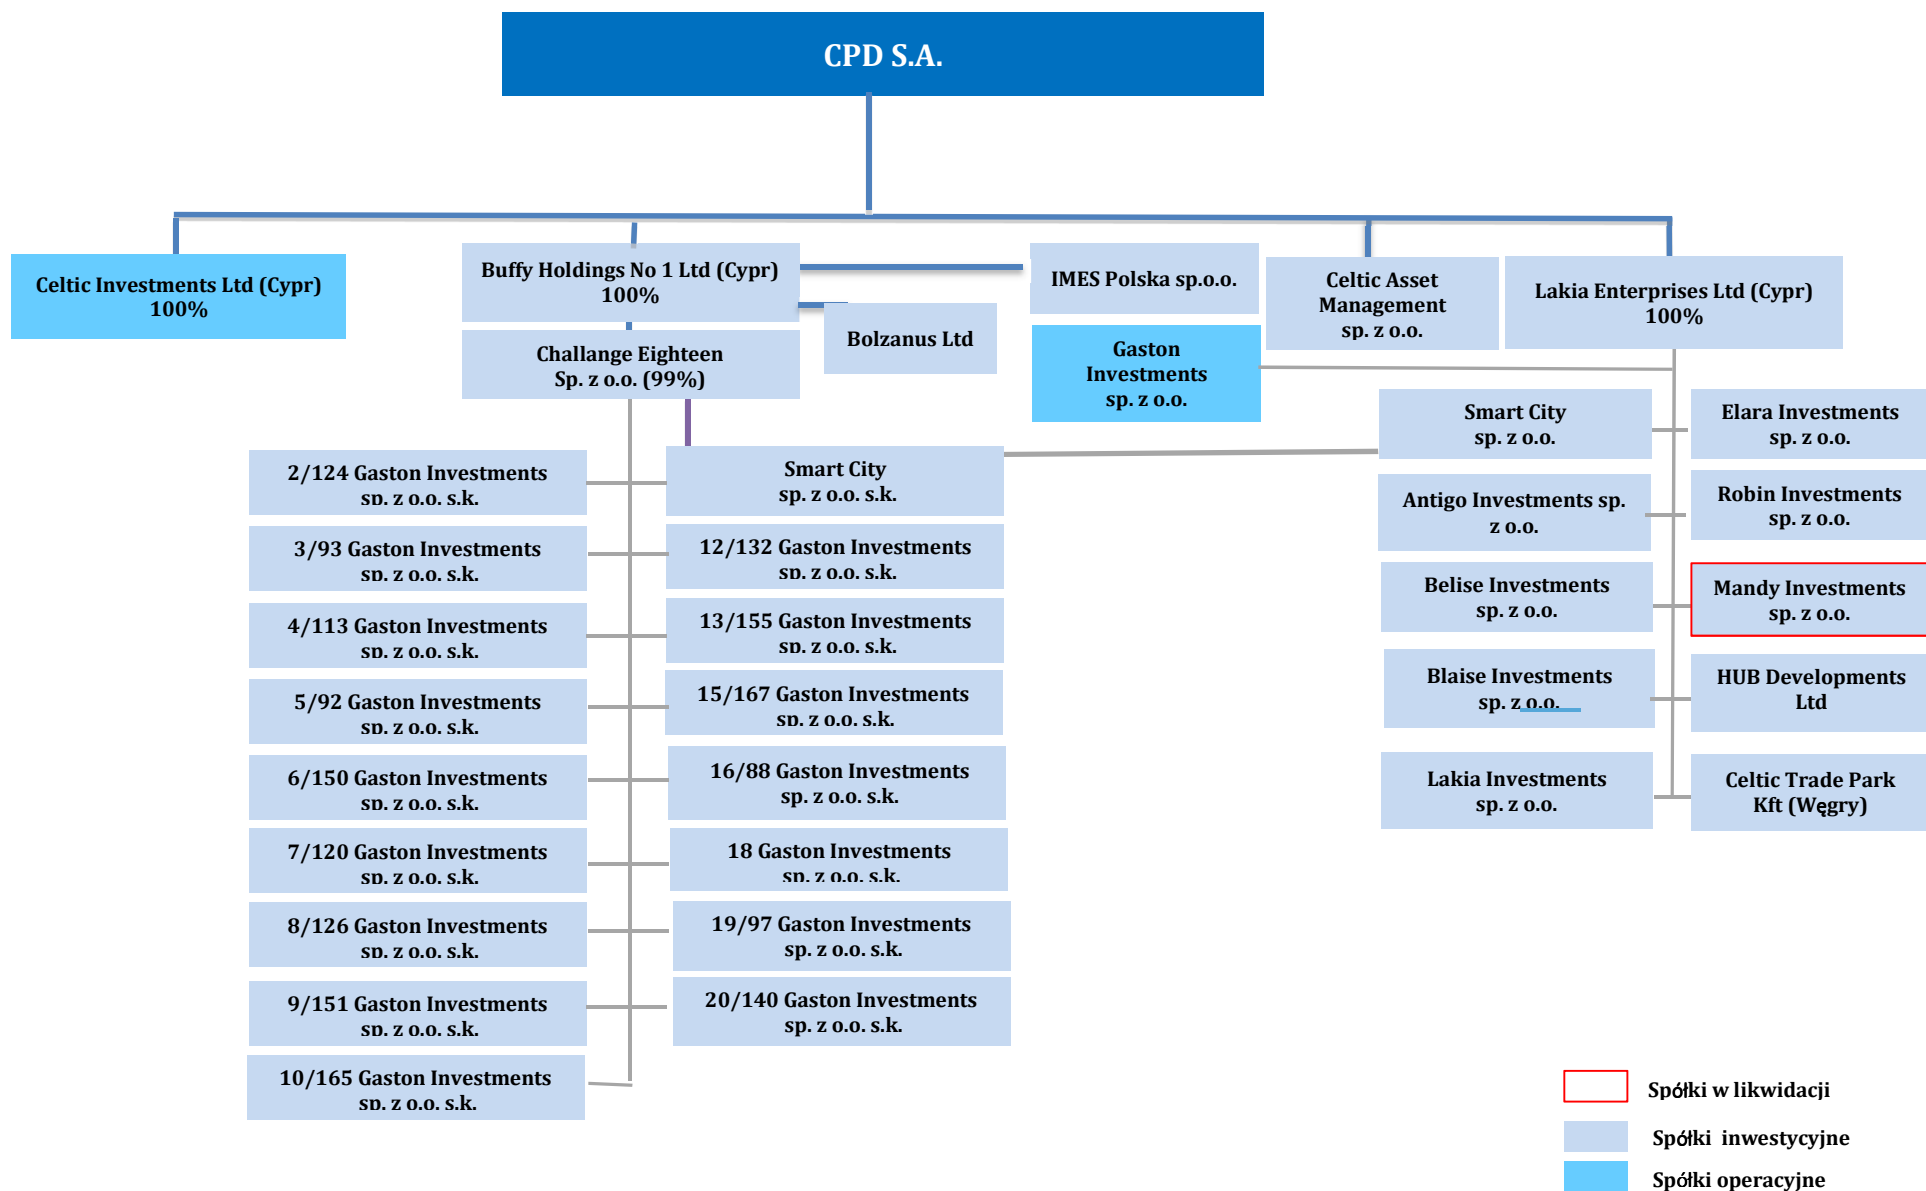 CPD S.A.
Celtic Investments Ltd (Cypr)
100%
Buffy Holdings No 1 Ltd (Cypr)
100%
IMES Polska sp.o.o.
Celtic Asset
Management
sp. z o.o.
Lakia Enterprises Ltd (Cypr)
100%
Bolzanus Ltd
Challange Eighteen
Sp. z o.o. (99%)
Gaston
Investments
sp. z o.o.
2/124 Gaston Investments
sp. z o.o. s.k.
3/93 Gaston Investments
sp. z o.o. s.k.
4/113 Gaston Investments
sp. z o.o. s.k.
5/92 Gaston Investments
sp. z o.o. s.k.
6/150 Gaston Investments
sp. z o.o. s.k.
7/120 Gaston Investments
sp. z o.o. s.k.
8/126 Gaston Investments
sp. z o.o. s.k.
9/151 Gaston Investments
sp. z o.o. s.k.
10/165 Gaston Investments
sp. z o.o. s.k.
Smart City
sp. z o.o. s.k.
12/132 Gaston Investments
sp. z o.o. s.k.
13/155 Gaston Investments
sp. z o.o. s.k.
15/167 Gaston Investments
sp. z o.o. s.k.
16/88 Gaston Investments
sp. z o.o. s.k.
18 Gaston Investments
sp. z o.o. s.k.
19/97 Gaston Investments
sp. z o.o. s.k.
20/140 Gaston Investments
sp. z o.o. s.k.
Smart City
sp. z o.o.
Antigo Investments sp.
z o.o.
Belise Investments
sp. z o.o.
Blaise Investments
sp. z o.o.
Lakia Investments
sp. z o.o.
Elara Investments
sp. z o.o.
Robin Investments
sp. z o.o.
Mandy Investments
sp. z o.o.
HUB Developments
Ltd
Celtic Trade Park
Kft (Węgry)
Spółki w likwidacji
Spółki inwestycyjne
Spółki operacyjne